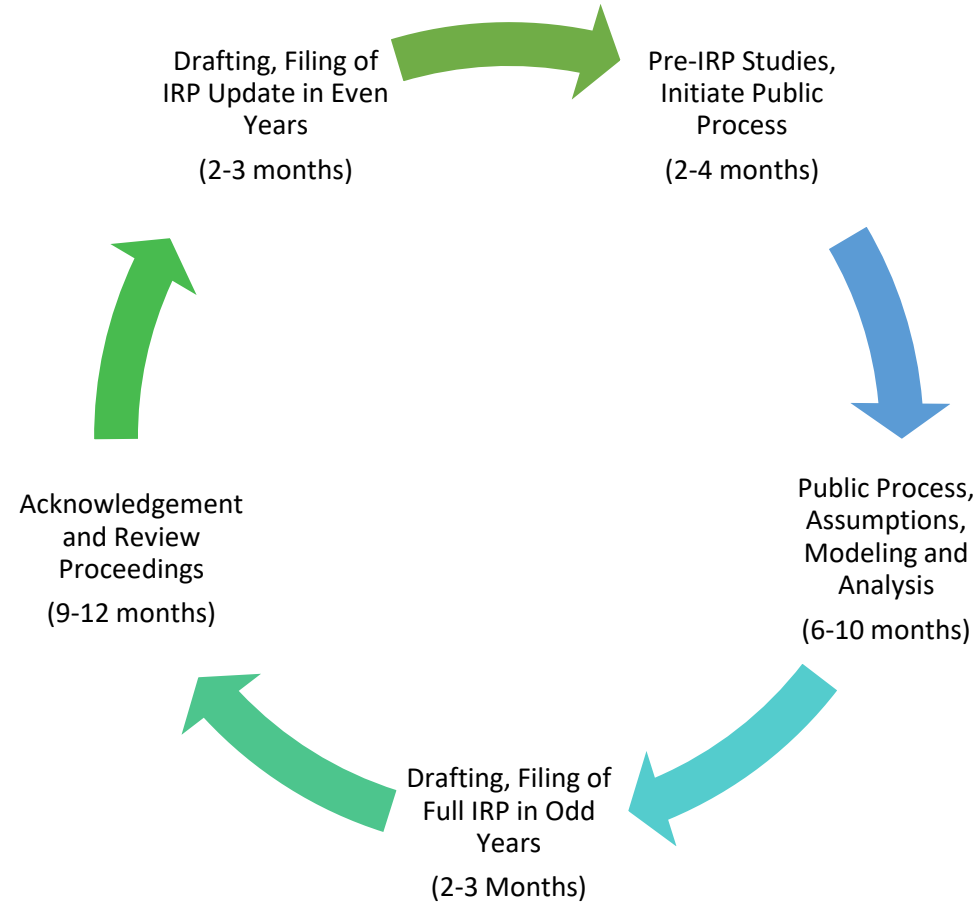 Drafting, Filing of
IRP Update in Even
Years
(2-3 months)
Pre-IRP Studies,
Initiate Public
Process
(2-4 months)
Public Process,
Assumptions,
Modeling and
Analysis
(6-10 months)
Drafting, Filing of
Full IRP in Odd
Years
(2-3 Months)
Acknowledgement
and Review
Proceedings
(9-12 months)